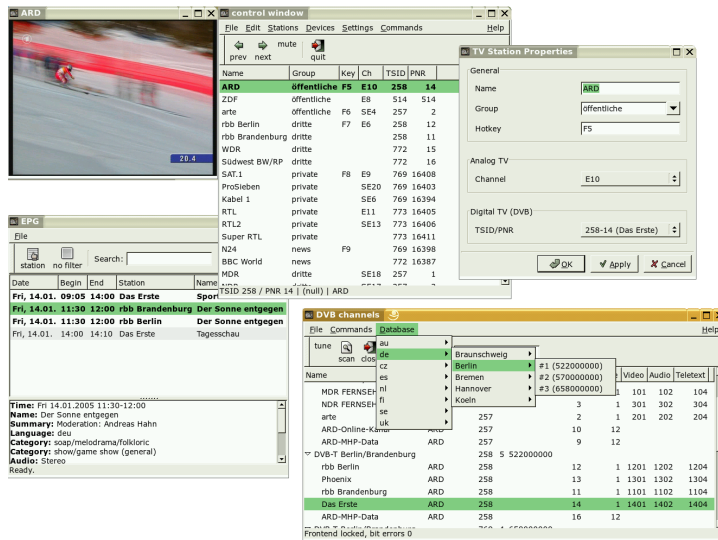 ARD
20.4
control window
File Edit Stations Devices Settings Commands Help
prev next mute quit
Name Group Key Ch TSID PNR
ARD öffentliche F5 E10 258 14
ZDF öffentliche E8 514 514
arte öffentliche F6 SE4 257 2
rbb Berlin dritte F7 E6 258 12
rbb Brandenburg dritte 258 11
WDR dritte 772 15
Südwest BW/RP dritte 772 16
SAT.1 private F8 E9 769 16408
ProSieben private SE20 769 16403
Kabel 1 private SE6 769 16394
RTL private E11 773 16405
RTL2 private SE13 773 16406
Super RTL private 773 16411
N24 news F9 769 16398
BBC World news 772 16387
MDR dritte SE18 257 1
TSID 258 / PNR 14 | (null) | ARD
TV Station Properties
General
Name ARD
Group öffentliche
Hotkey F5
Analog TV
Channel E10
Digital TV (DVB)
TSID/PNR 258-14 (Das Erste)
OK Apply Cancel
EPG
File
station no filter Search:
Date Begin End Station Name
Fri, 14.01. 09:05 14:00 Das Erste Spor
Fri, 14.01. 11:30 12:00 rbb Brandenburg Der Sonne entgegen
Fri, 14.01. 11:30 12:00 rbb Berlin Der Sonne entgegen
Fri, 14.01. 14:00 14:10 Das Erste Tagesschau
Time: Fri 14.01.2005 11:30-12:00
Name: Der Sonne entgegen
Summary: Moderation: Andreas Hahn
Language: deu
Category: soap/melodrama/folkloric
Category: show/game show (general)
Audio: Stereo
Ready.
DVB channels
File Commands Database Help
tune scan clos
au
de
cz
es
nl
fi
se
uk
Braunschweig
Berlin
Bremen
Hannover
Koeln
#1 (522000000)
#2 (570000000)
#3 (658000000)
Name Video Audio Teletext
MDR FERNSEH 1 101 102 104
NDR FERNSEH 3 1 301 302 304
arte 257 2 1 201 202 204
ARD-Online-Kanal ARD 257 10 12
ARD-MHP-Data ARD 257 9 12
DVB-T Berlin/Brandenburg 258 5 522000000
rbb Berlin ARD 258 12 1 1201 1202 1204
Phoenix ARD 258 13 1 1301 1302 1304
rbb Brandenburg ARD 258 11 1 1101 1102 1104
Das Erste ARD 258 14 1 1401 1402 1404
ARD-MHP-Data ARD 258 16 12
Frontend locked, bit errors 0